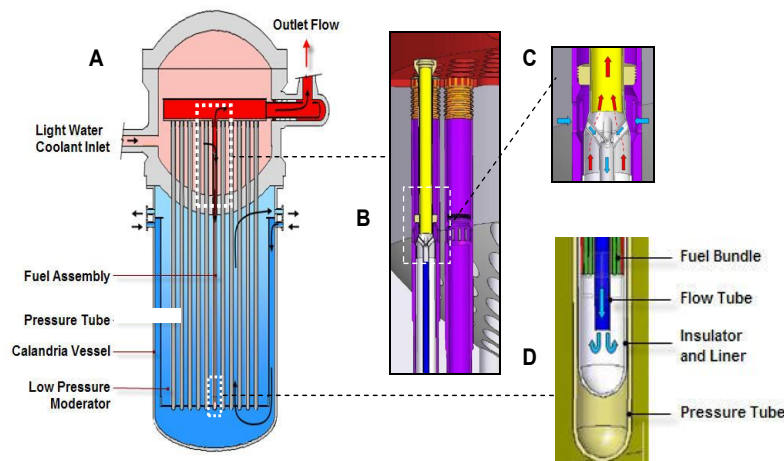 Outlet Flow
A
C
Light Water
Coolant Inlet
B
Fuel Assembly
Pressure Tube
Calandria Vessel
Low Pressure
Moderator
Fuel Bundle
Flow Tube
D
Insulator
and Liner
Pressure Tube